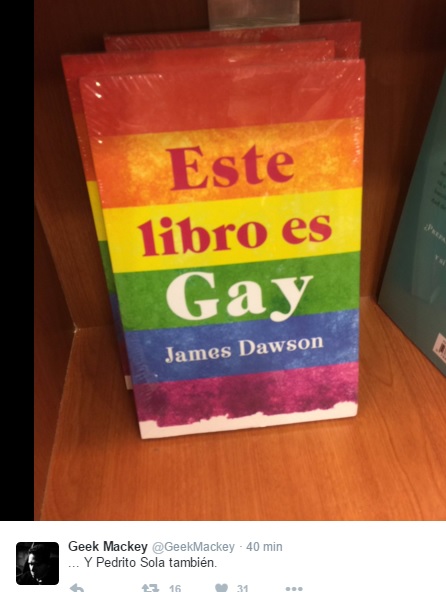 Este
libro es
Gay
James Dawson
Geek Mackey @GeekMackey · 40 min
... Y Pedrito Sola también.
16 31